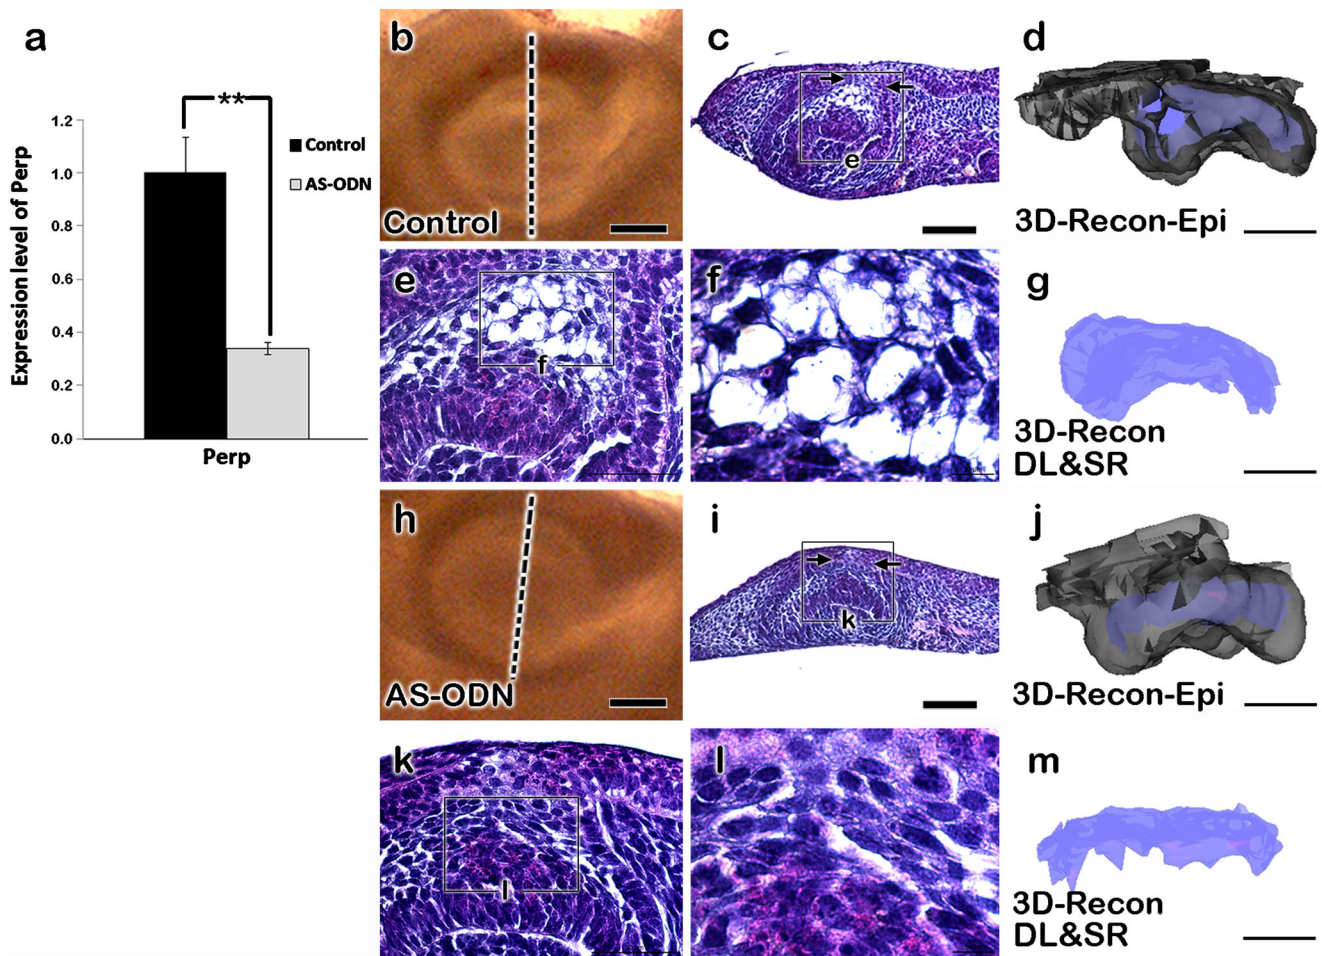 a
**
1.2
1.0
0.8
0.6
0.4
0.2
0.0
Expression level of Perp
Perp
Control
AS-ODN
b
Control
c
e
d
3D-Recon-Epi
e
f
f
g
3D-Recon
DL&SR
h
AS-ODN
i
k
j
3D-Recon-Epi
k
l
l
m
3D-Recon
DL&SR